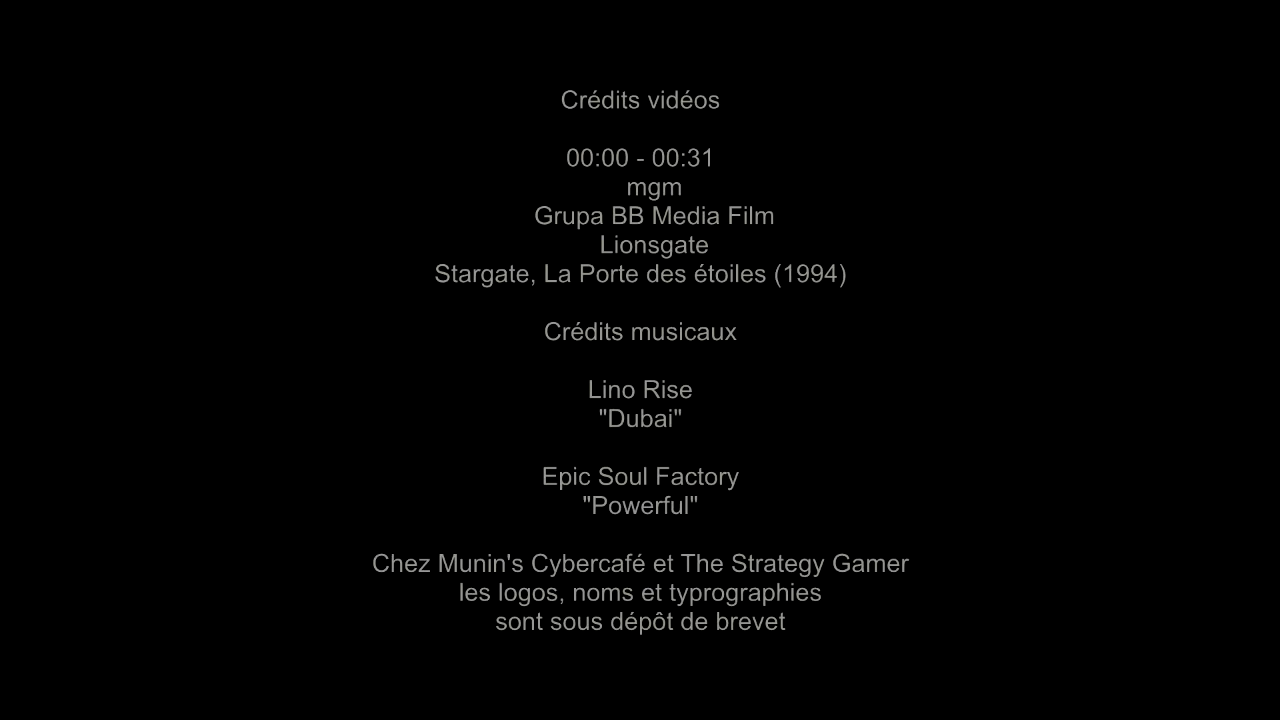 Crédits vidéos
00:00 - 00:31
mgm
Grupa BB Media Film
Lionsgate
Stargate, La Porte des étoiles (1994)
Crédits musicaux
Lino Rise
"Dubai"
Epic Soul Factory
"Powerful"
Chez Munin's Cybercafé et The Strategy Gamer
les logos, noms et typrographies
sont sous dépôt de brevet